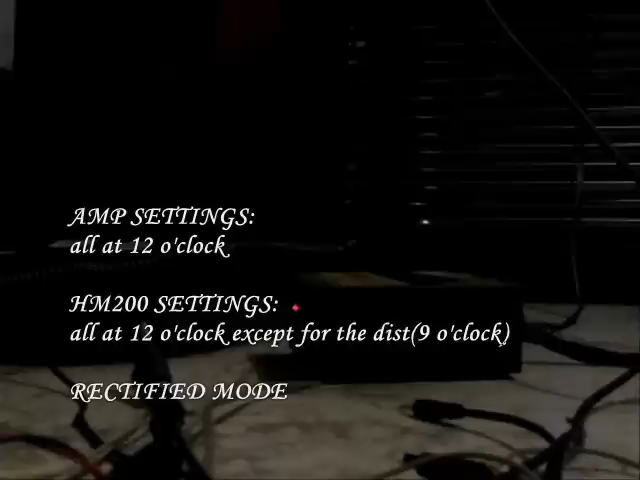 AMP SETTINGS:
all at 12 o'clock
HM200 SETTINGS:
all at 12 o'clock except for the dist(9 o'clock)
RECTIFIED MODE